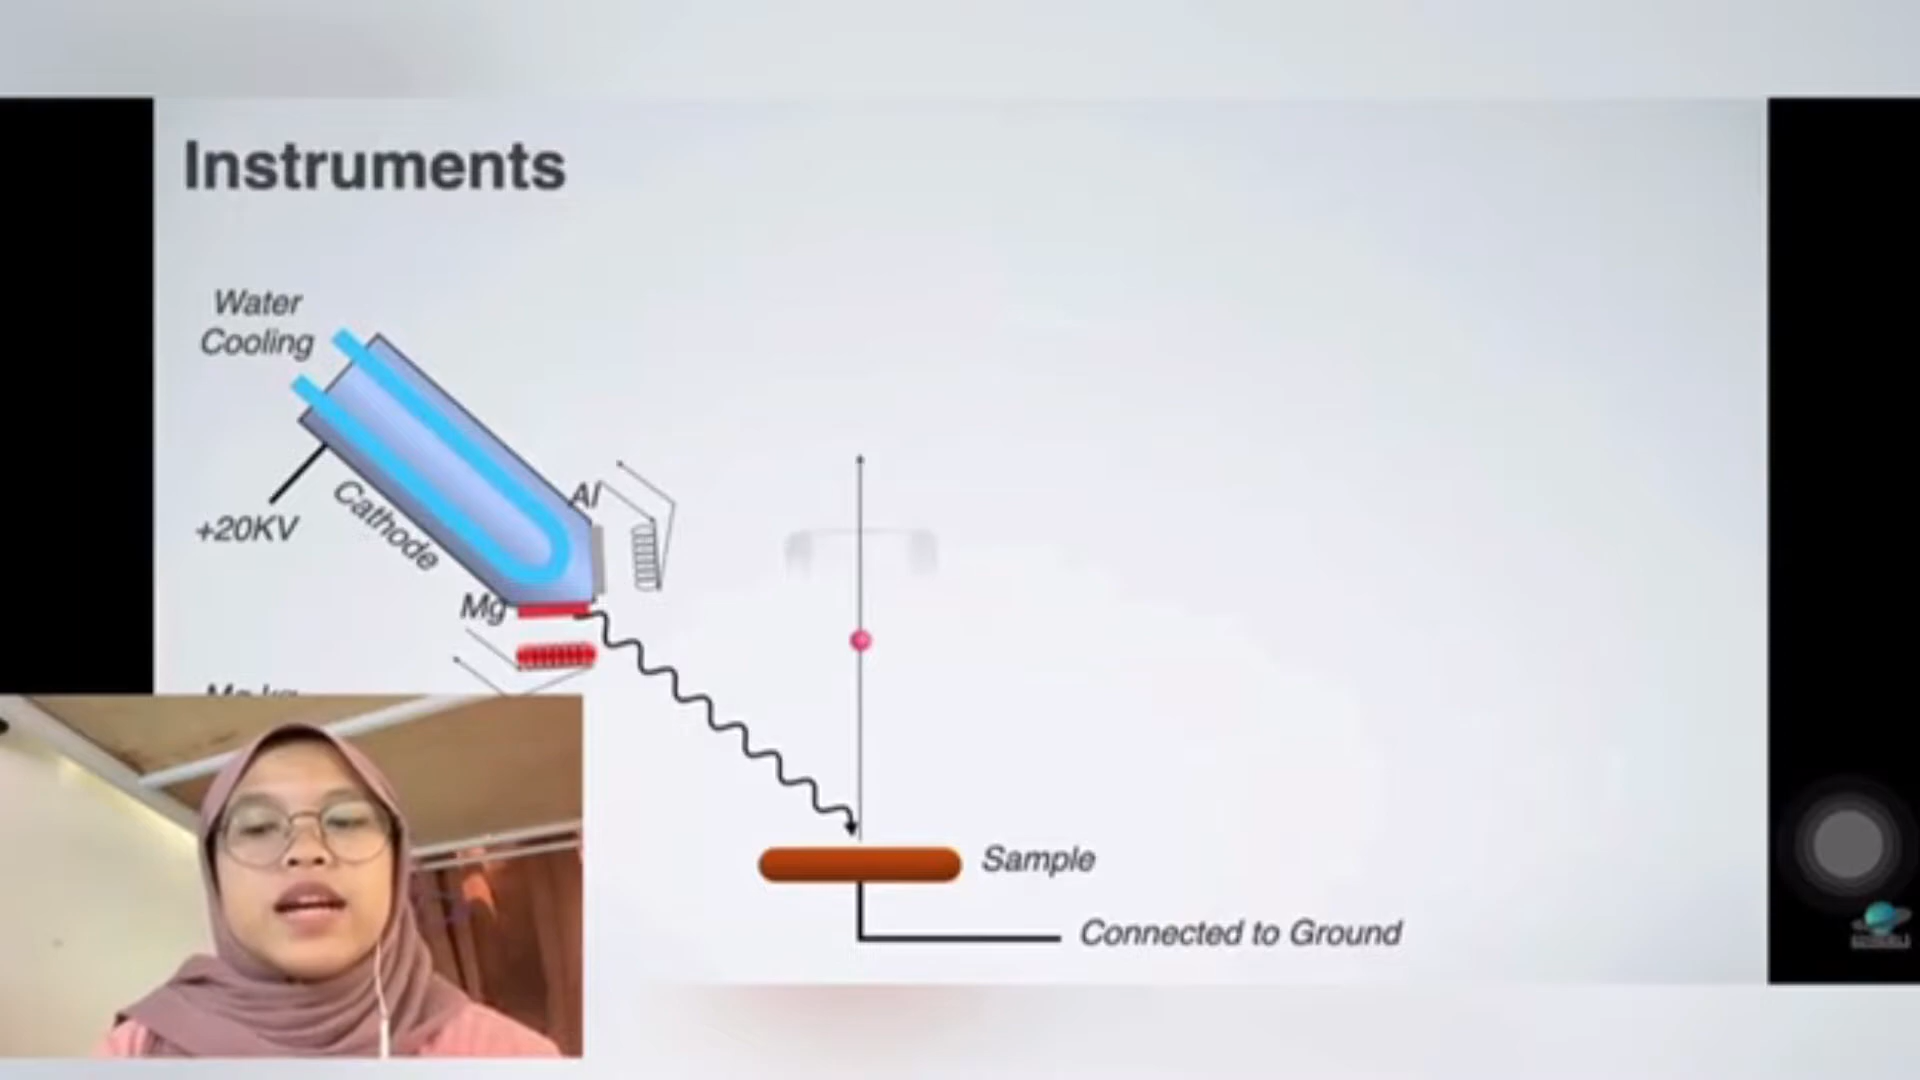 Instruments
Water
Cooling
+20KV
Cathode
Al
Mg
Sample
Connected to Ground